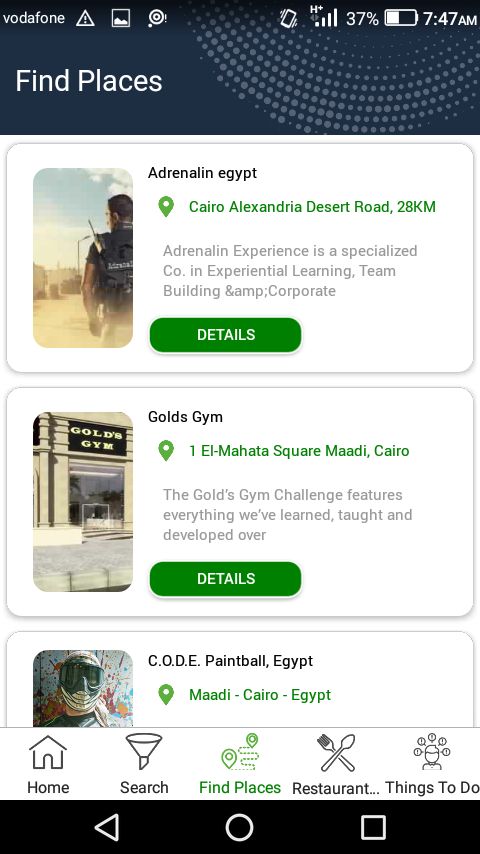 vodafone H+ 37% 7:47AM
Find Places
Adrenalin egypt
Cairo Alexandria Desert Road, 28KM
Adrenalin Experience is a specialized
Co. in Experiential Learning, Team
Building &amp;Corporate
DETAILS
Golds Gym
GOLD'S
GYM
1 El-Mahata Square Maadi, Cairo
The Gold’s Gym Challenge features
everything we’ve learned, taught and
developed over
DETAILS
C.O.D.E. Paintball, Egypt
Maadi - Cairo - Egypt
Home Search Find Places Restaurant... Things To Do